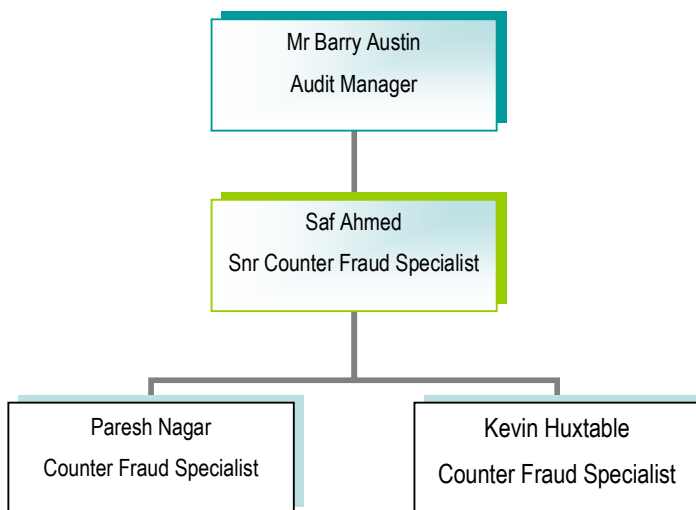 Mr Barry Austin
Audit Manager
Saf Ahmed
Snr Counter Fraud Specialist
Paresh Nagar
Counter Fraud Specialist
Kevin Huxtable
Counter Fraud Specialist